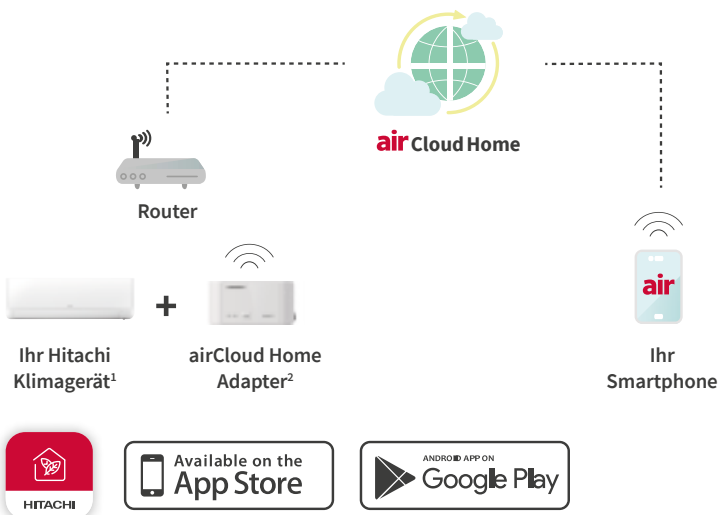 air Cloud Home
Router
Ihr Hitachi
Klimagerät¹
airCloud Home
Adapter²
air
Ihr
Smartphone
HITACHI
Available on the
App Store
ANDROID APP ON
Google Play